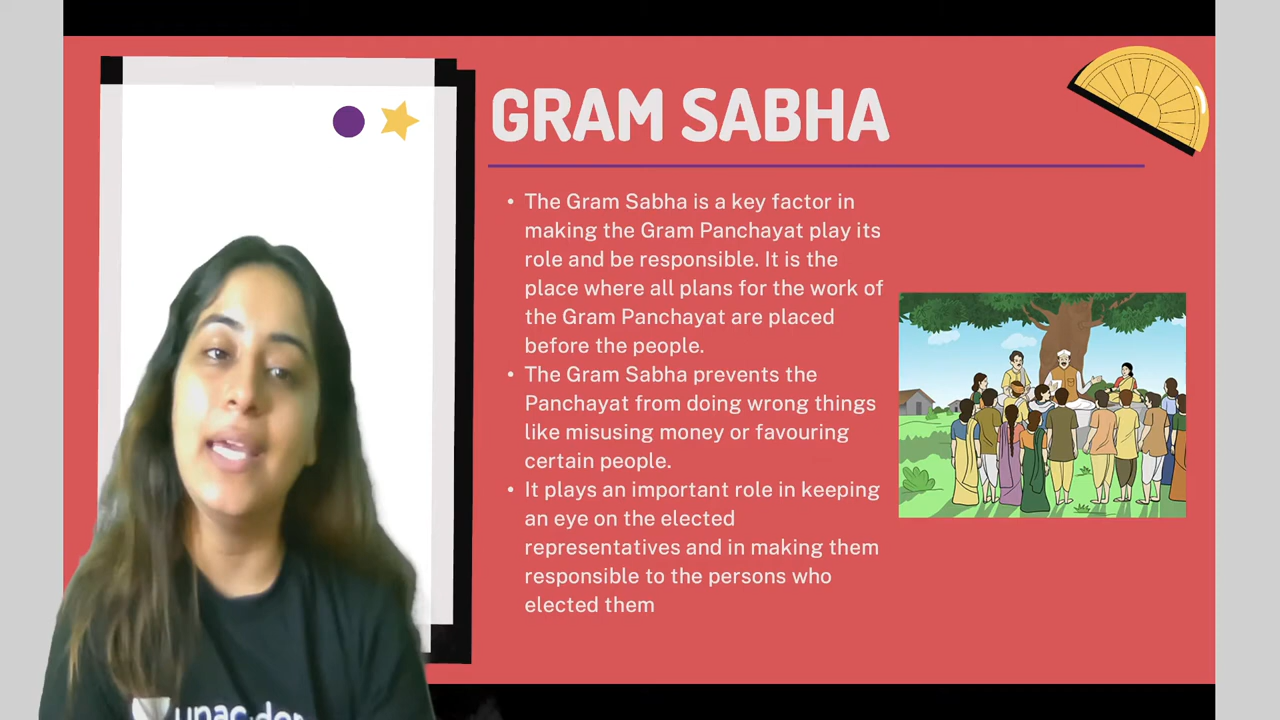 GRAM SABHA
• The Gram Sabha is a key factor in
making the Gram Panchayat play its
role and be responsible. It is the
place where all plans for the work of
the Gram Panchayat are placed
before the people.
• The Gram Sabha prevents the
Panchayat from doing wrong things
like misusing money or favouring
certain people.
• It plays an important role in keeping
an eye on the elected
representatives and in making them
responsible to the persons who
elected them